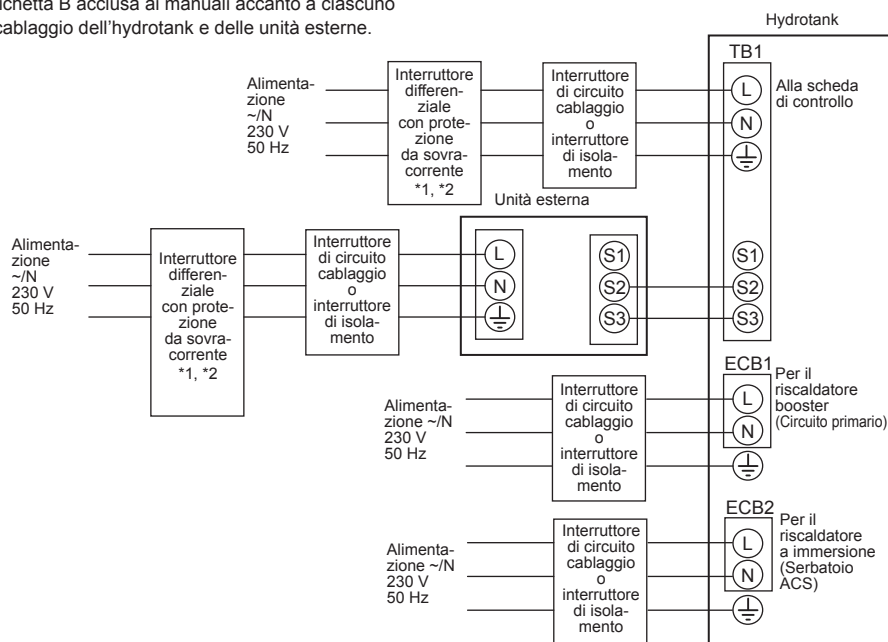 ichetta B acclusa ai manuali accanto a ciascuno
cablaggio dell'hydrotank e delle unità esterne.
Hydrotank
TB1
Alimenta-
zione
~/N
230 V
50 Hz
Interruttore
differen-
ziale
con prote-
zione
da sovra-
corrente
*1, *2
Interruttore
di circuito
cablaggio
o
interruttore
di isola-
mento
L
N
Alla scheda
di controllo
Unità esterna
Alimenta-
zione
~/N
230 V
50 Hz
Interruttore
differen-
ziale
con prote-
zione
da sovra-
corrente
*1, *2
Interruttore
di circuito
cablaggio
o
interruttore
di isola-
mento
L
N
S1
S2
S3
S1
S2
S3
ECB1
Alimenta-
zione ~/N
230 V
50 Hz
Interruttore
di circuito
cablaggio
o
interruttore
di isola-
mento
L
N
Per il
riscaldatore
booster
(Circuito primario)
ECB2
Alimenta-
zione ~/N
230 V
50 Hz
Interruttore
di circuito
cablaggio
o
interruttore
di isola-
mento
L
N
Per il
riscaldatore
a immersione
(Serbatoio
ACS)